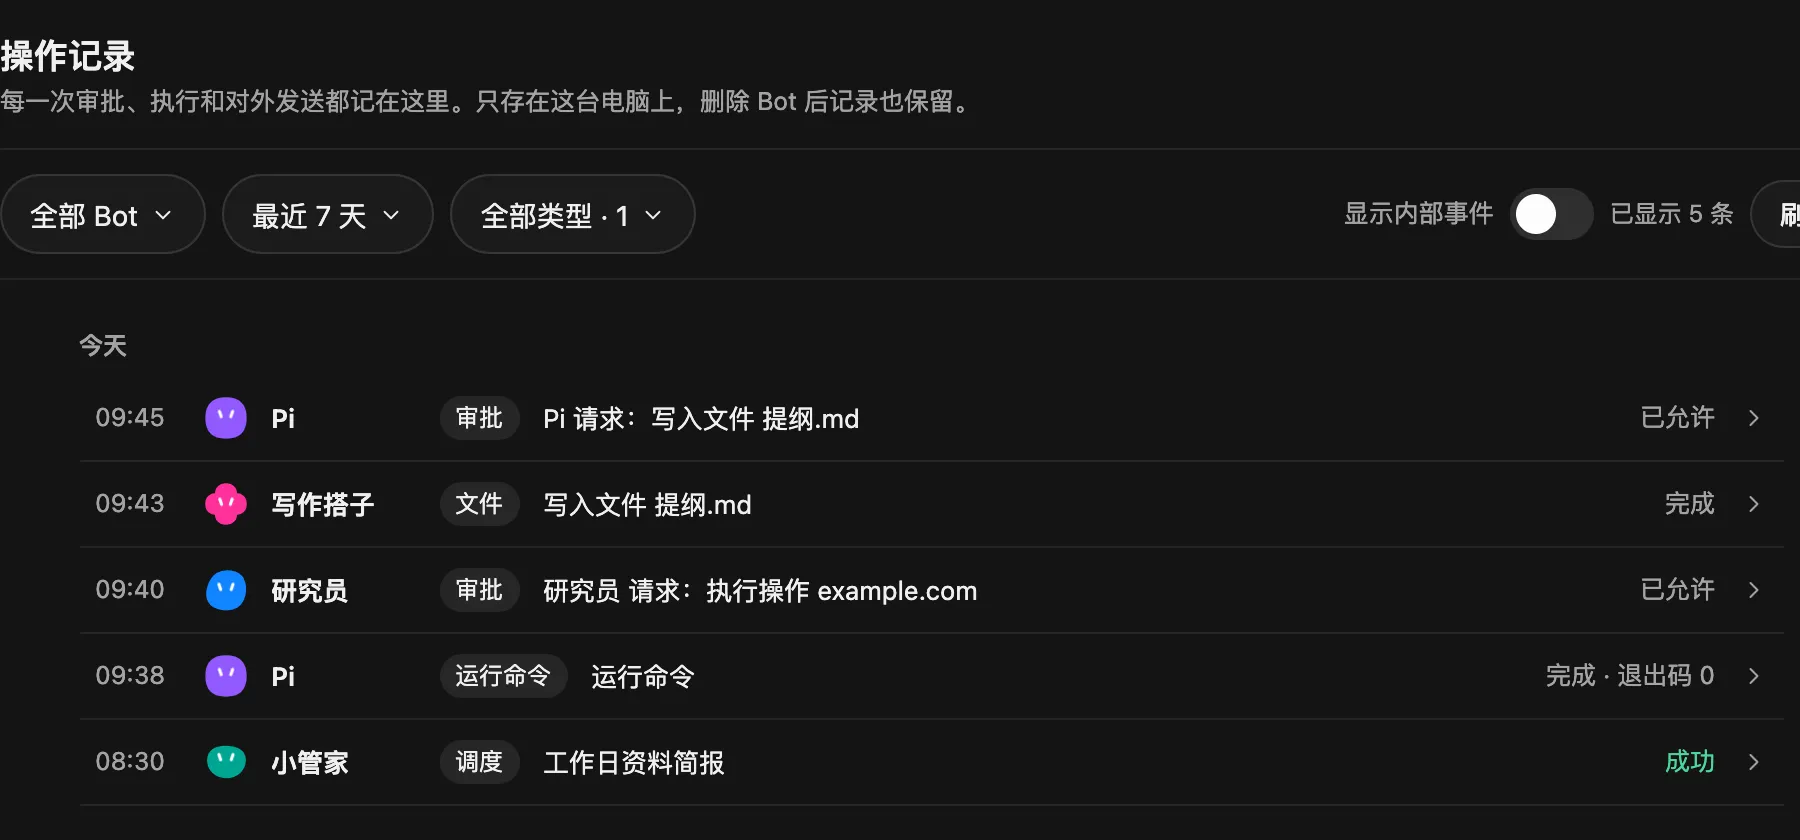 操作记录
每一次审批、执行和对外发送都记在这里。只存在这台电脑上，删除 Bot 后记录也保留。
全部 Bot 最近 7 天 全部类型 · 1 显示内部事件 已显示 5 条 刷
今天
09:45 Pi 审批 Pi 请求：写入文件 提纲.md 已允许
09:43 写作搭子 文件 写入文件 提纲.md 完成
09:40 研究员 审批 研究员 请求：执行操作 example.com 已允许
09:38 Pi 运行命令 运行命令 完成 · 退出码 0
08:30 小管家 调度 工作日资料简报 成功